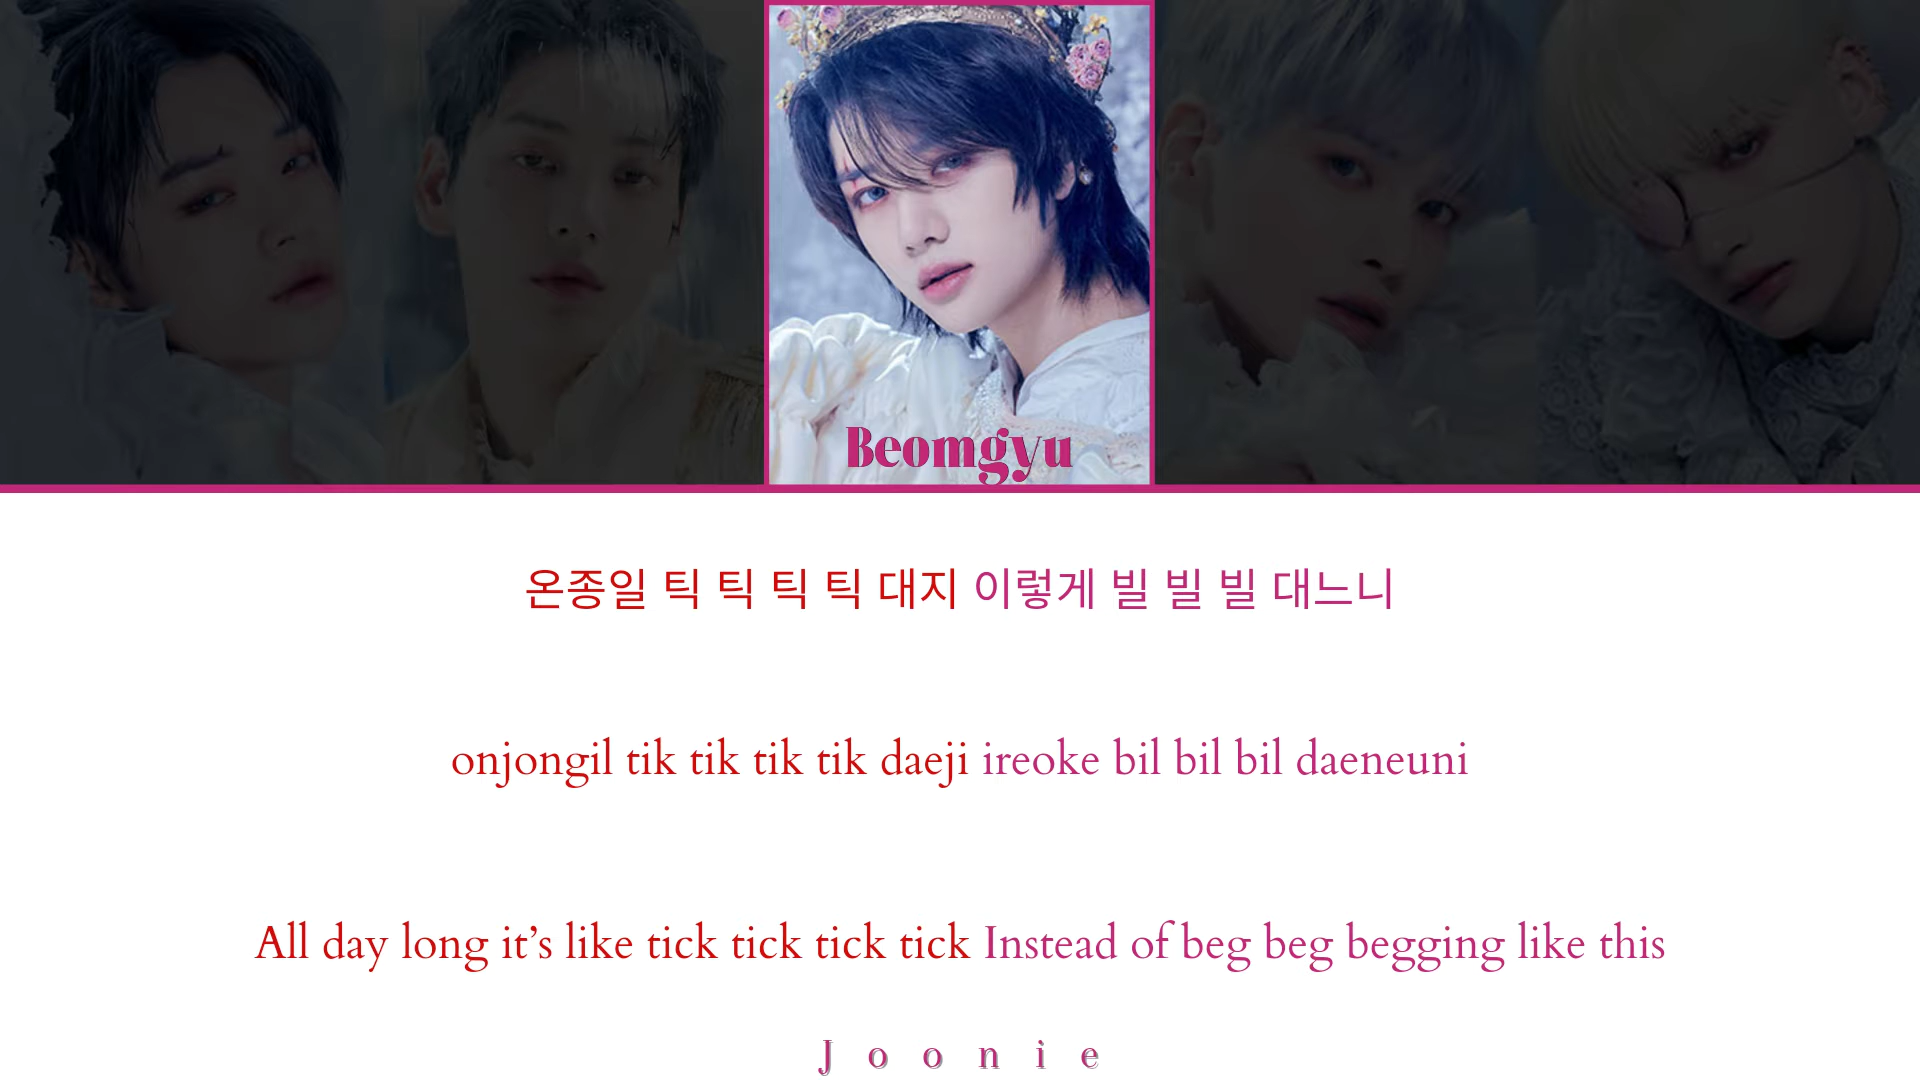 Beomgyu
온종일 틱 틱 틱 틱 대지 이렇게 빌 빌 빌 대느니
onjongil tik tik tik tik daeji ireoke bil bil bil daeneuni
All day long it’s like tick tick tick tick Instead of beg beg begging like this
Joonie